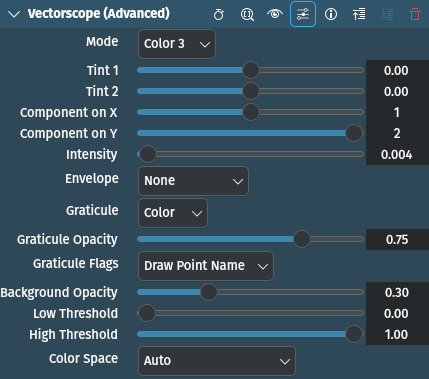 Vectorscope (Advanced)
Mode Color 3
Tint 1 0.00
Tint 2 0.00
Component on X 1
Component on Y 2
Intensity 0.004
Envelope None
Graticule Color
Graticule Opacity 0.75
Graticule Flags Draw Point Name
Background Opacity 0.30
Low Threshold 0.00
High Threshold 1.00
Color Space Auto